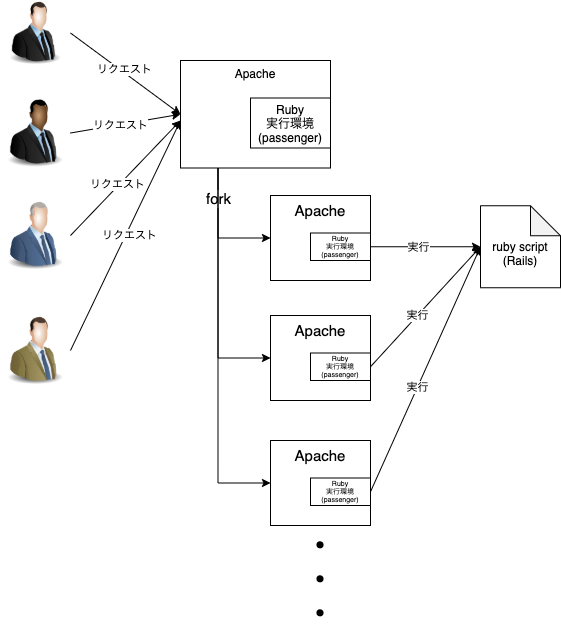 リクエスト
リクエスト
リクエスト
リクエスト
Apache
Ruby
実行環境
(passenger)
fork
Apache
Ruby
実行環境
(passenger)
実行
ruby script
(Rails)
Apache
Ruby
実行環境
(passenger)
実行
Apache
Ruby
実行環境
(passenger)
実行